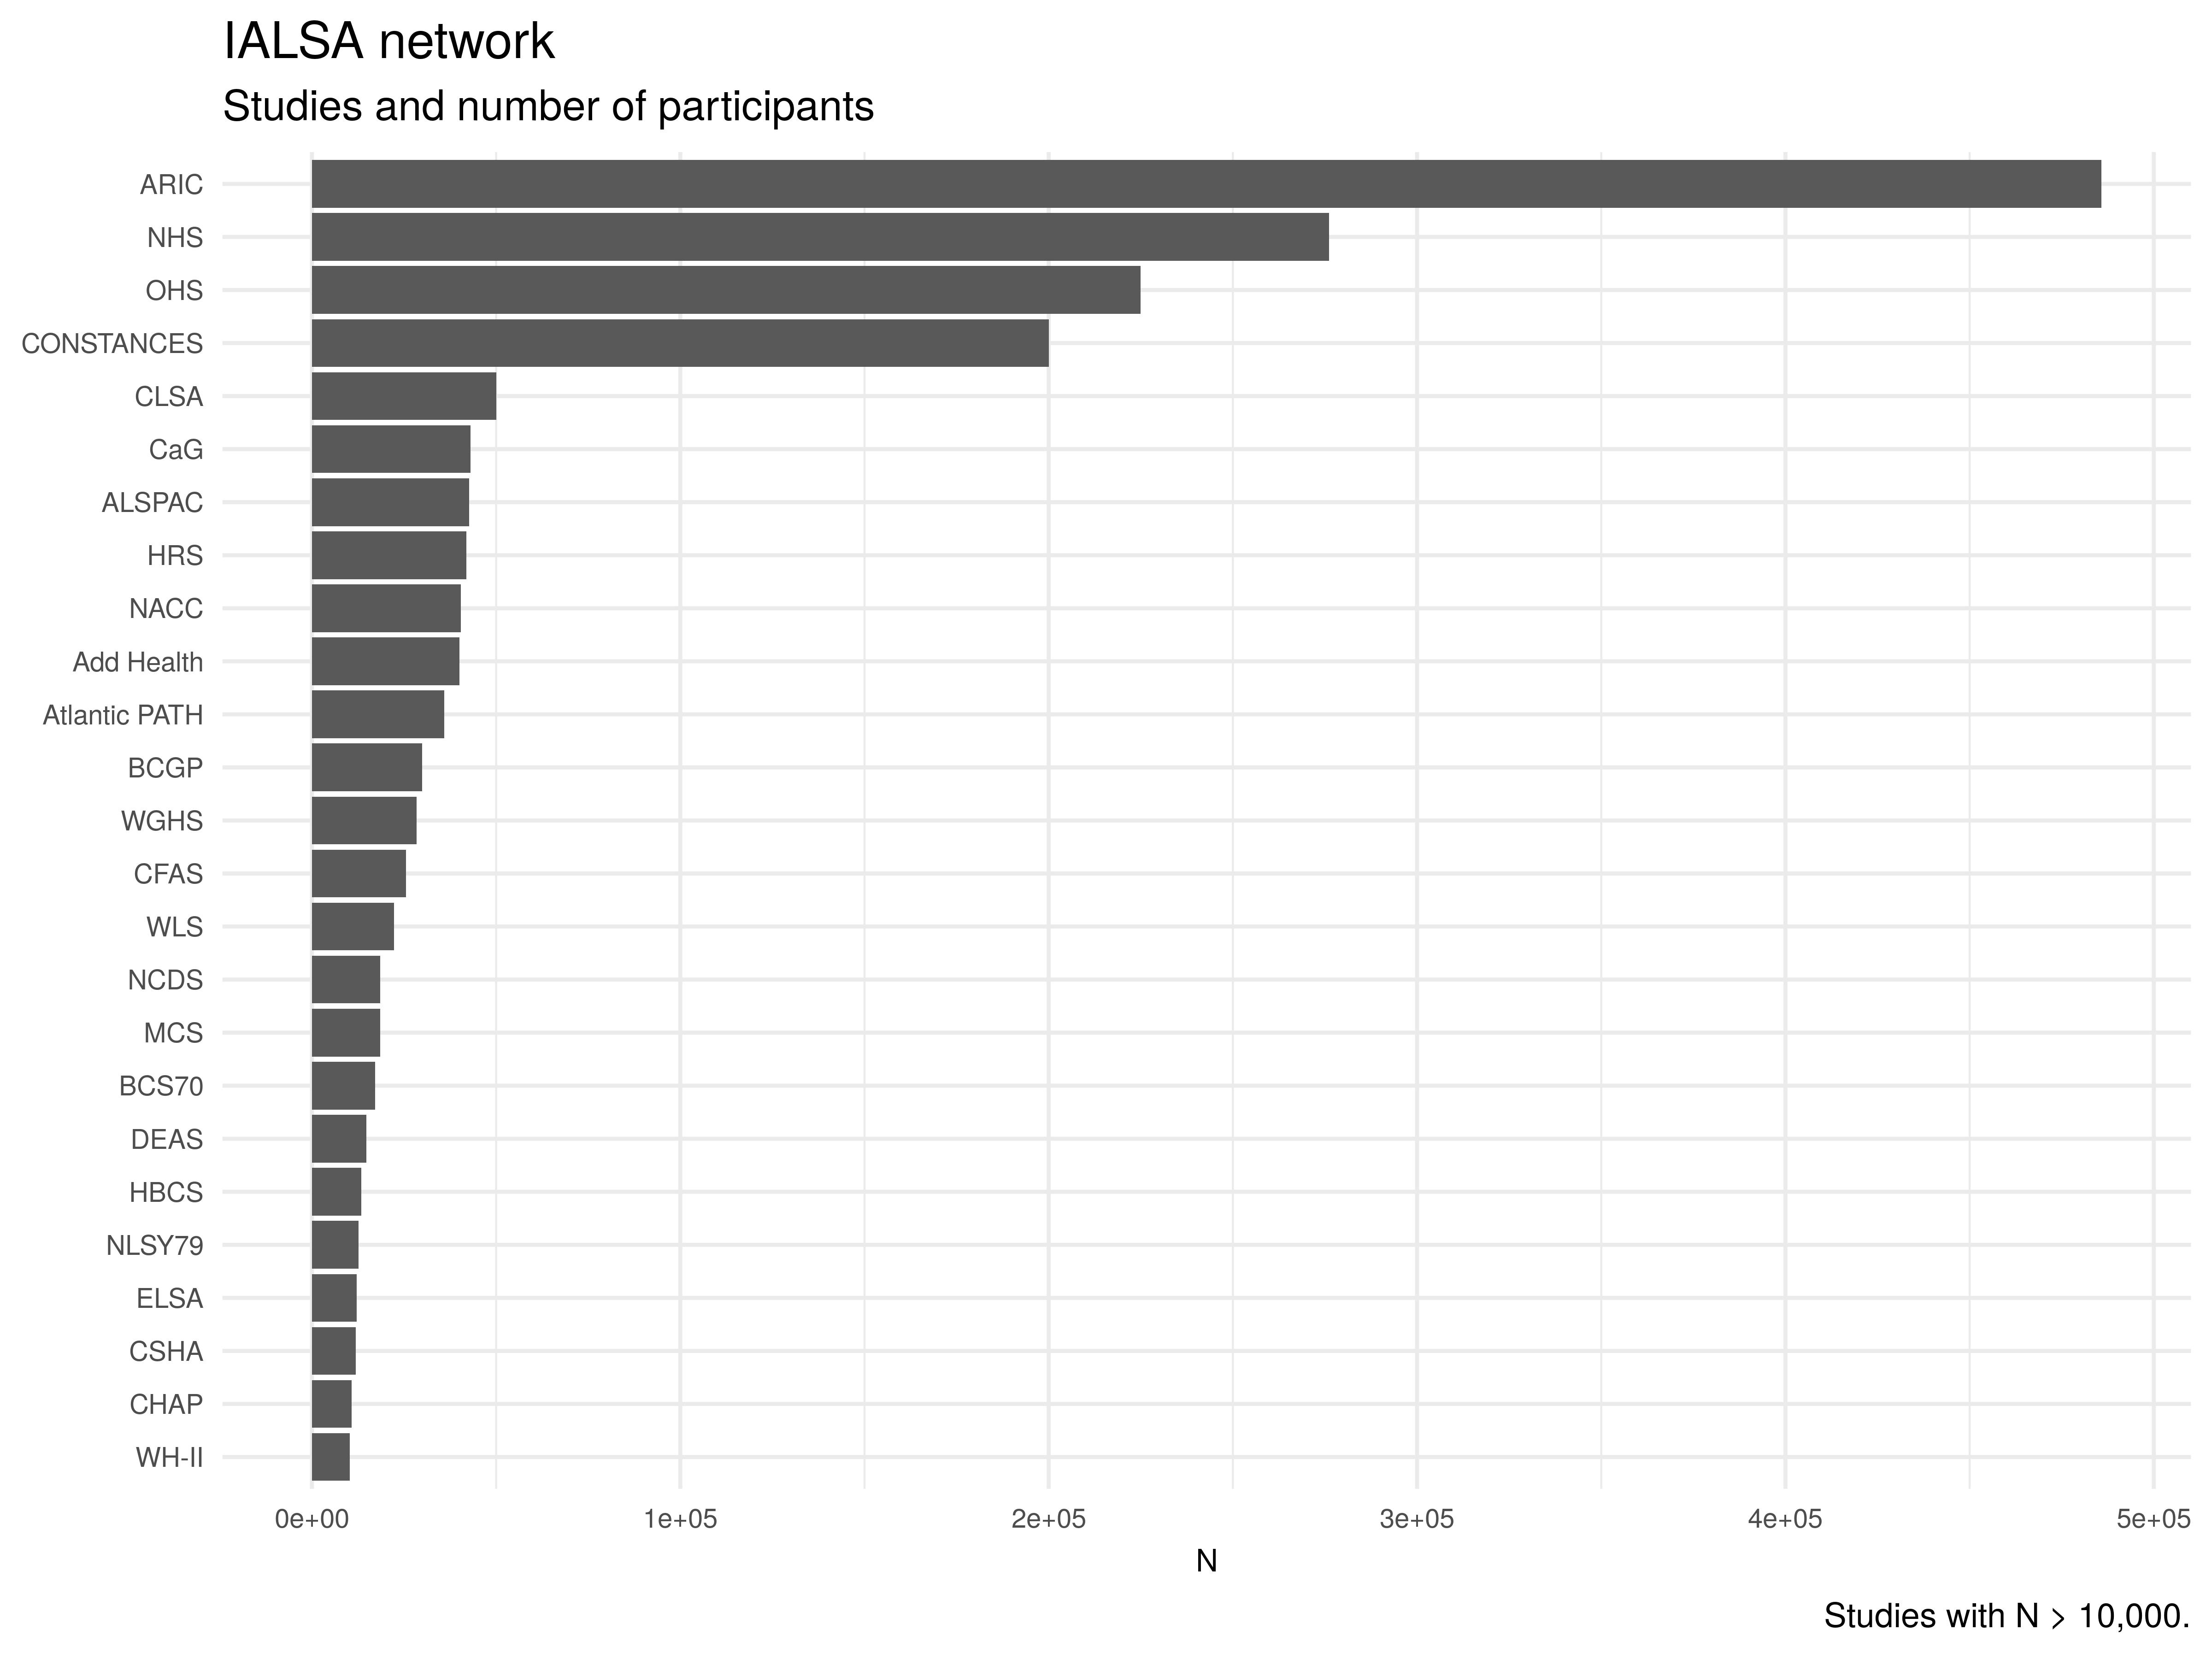 IALSA network
Studies and number of participants
ARIC
NHS
OHS
CONSTANCES
CLSA
CaG
ALSPAC
HRS
NACC
Add Health
Atlantic PATH
BCGP
WGHS
CFAS
WLS
NCDS
MCS
BCS70
DEAS
HBCS
NLSY79
ELSA
CSHA
CHAP
WH-II
0e+00 1e+05 2e+05 3e+05 4e+05 5e+05
N
Studies with N > 10,000.